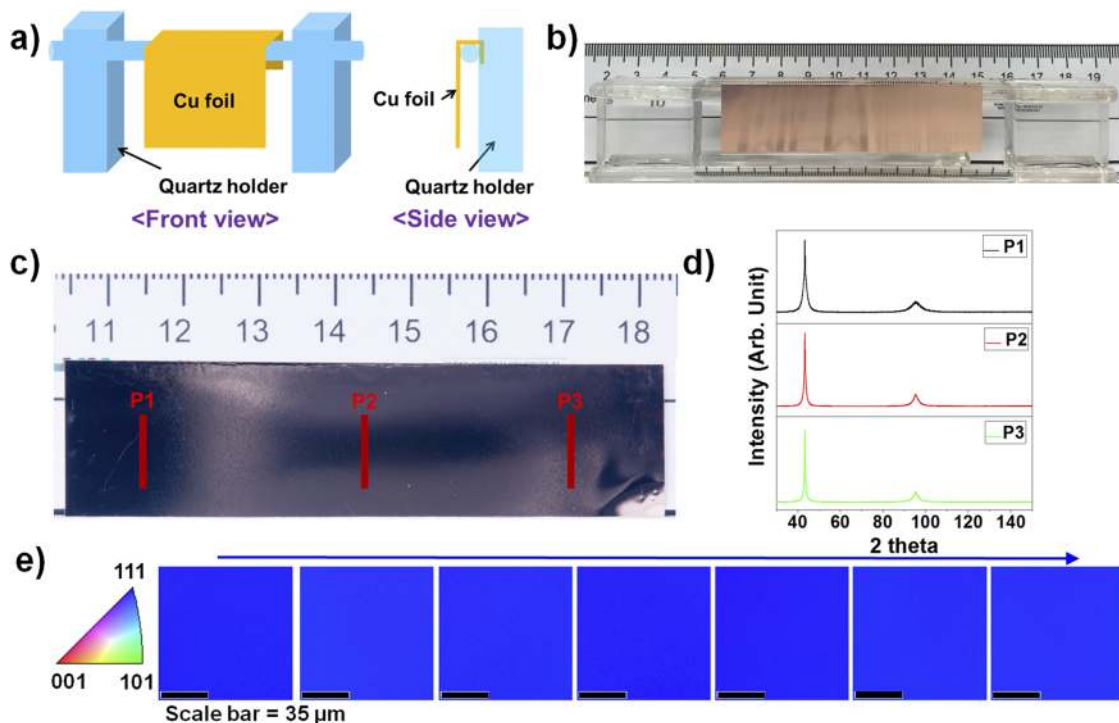 a)
Cu foil
Quartz holder
<Front view>
Cu foil
Quartz holder
<Side view>
b)
2 3 4 5 6 7 8 9 10 11 12 13 14 15 16 17 18 19
10
c)
11 12 13 14 15 16 17 18
P1
P2
P3
d)
Intensity (Arb. Unit)
P1
P2
P3
40 60 80 100 120 140
2 theta
e)
111
001 101
Scale bar = 35 µm